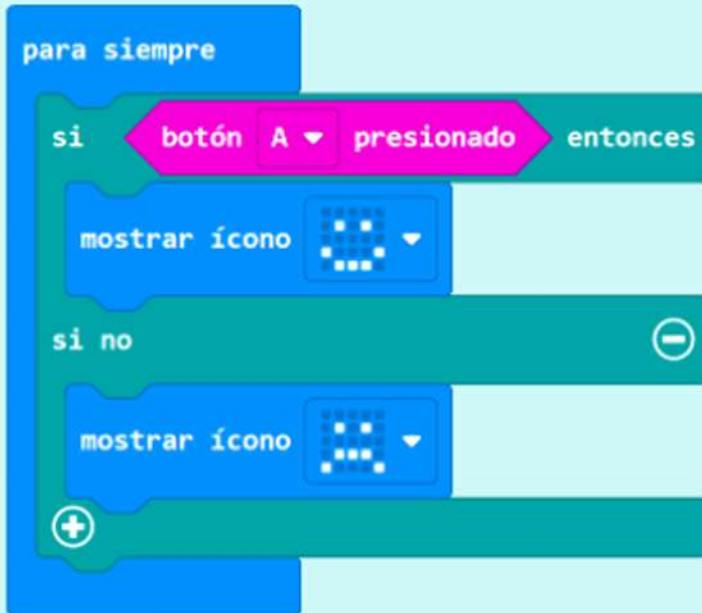 para siempre
si botón A presionado entonces
mostrar ícono
si no
mostrar ícono